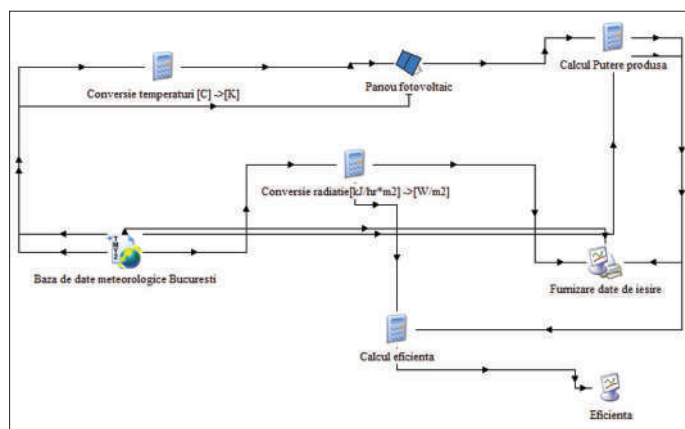 Calcul Putere produsa
Conversie temperaturi [C] ->[K]
Panou fotovoltaic
Conversie radiatie[kJ/hr*m2] ->[W/m2]
Baza de date meteorologice Bucuresti
Furnizare date de iesire
Calcul eficienta
Eficienta